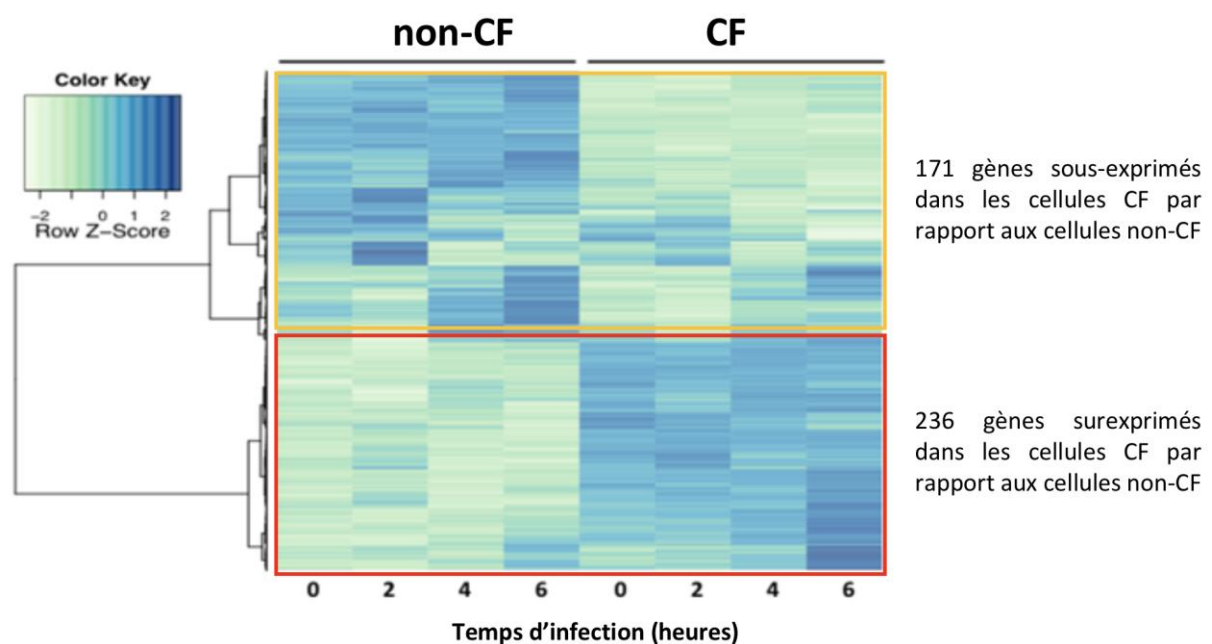 non-CF CF
Color Key
-2 0 1 2
Row Z-Score
171 gènes sous-exprimés
dans les cellules CF par
rapport aux cellules non-CF
236 gènes surexprimés
dans les cellules CF par
rapport aux cellules non-CF
0 2 4 6 0 2 4 6
Temps d'infection (heures)